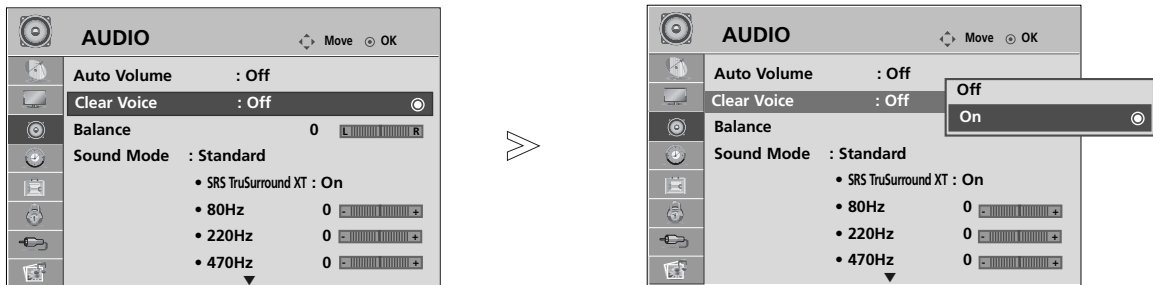 AUDIO Move OK
Auto Volume : Off
Clear Voice : Off
Balance 0 L R
Sound Mode : Standard
• SRS TruSurround XT : On
• 80Hz 0 - +
• 220Hz 0 - +
• 470Hz 0 - +
AUDIO Move OK
Auto Volume : Off
Clear Voice : Off
Off
On
Balance
Sound Mode : Standard
• SRS TruSurround XT : On
• 80Hz 0 - +
• 220Hz 0 - +
• 470Hz 0 - +